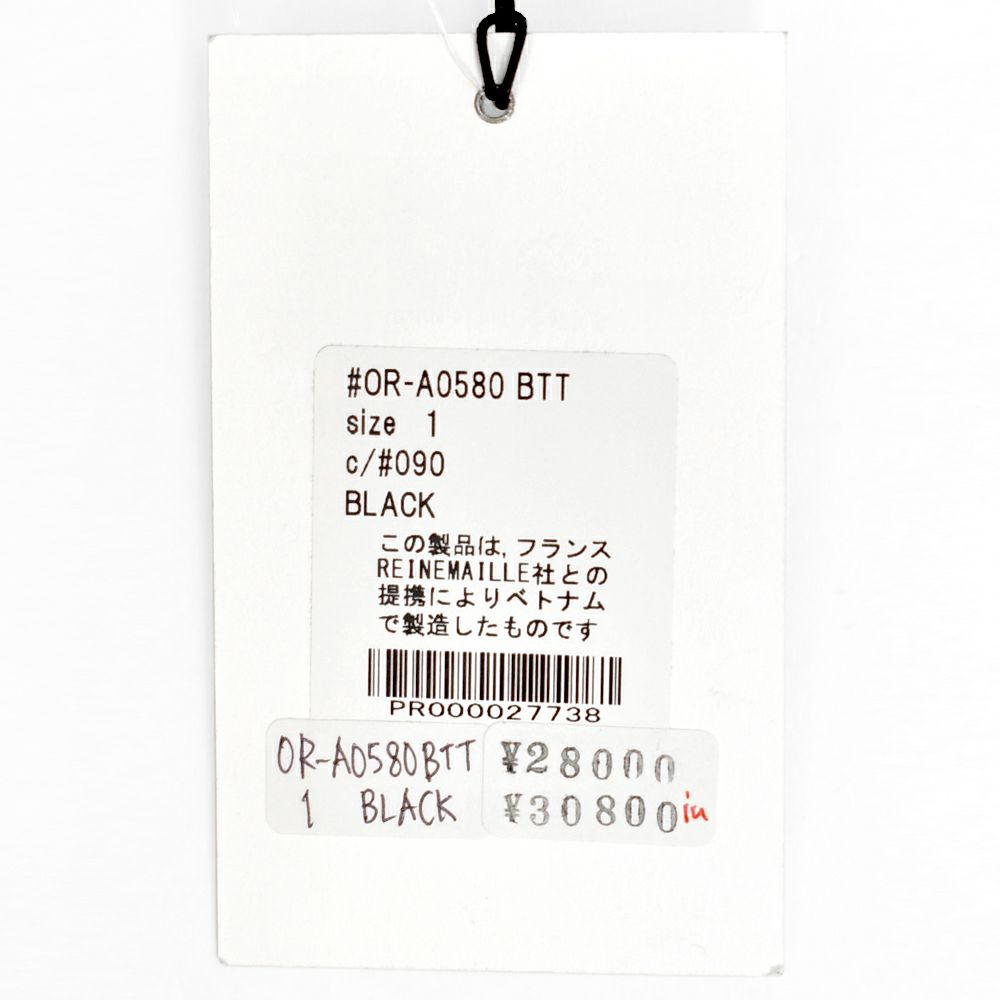 #OR-A0580 BTT
size 1
c/#090
BLACK
この製品は,フランス
REINEMAILLE社との
提携によりベトナム
で製造したものです
PR000027738
OR-A0580BTT
1 BLACK
¥28000
¥30800in